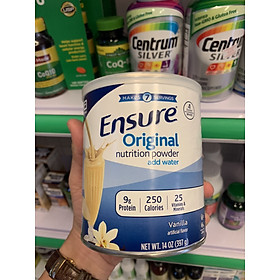 Centrum
SILVER
Centrum
SILVER
CoQ10
CoQ
MAKES 7 SERVINGS
Ensure®
Original
nutrition powder
add water
9g
Protein
250
Calories
25
Vitamins &
Minerals
Vanilla
artificial flavor
NET WT. 14 OZ (397 g)